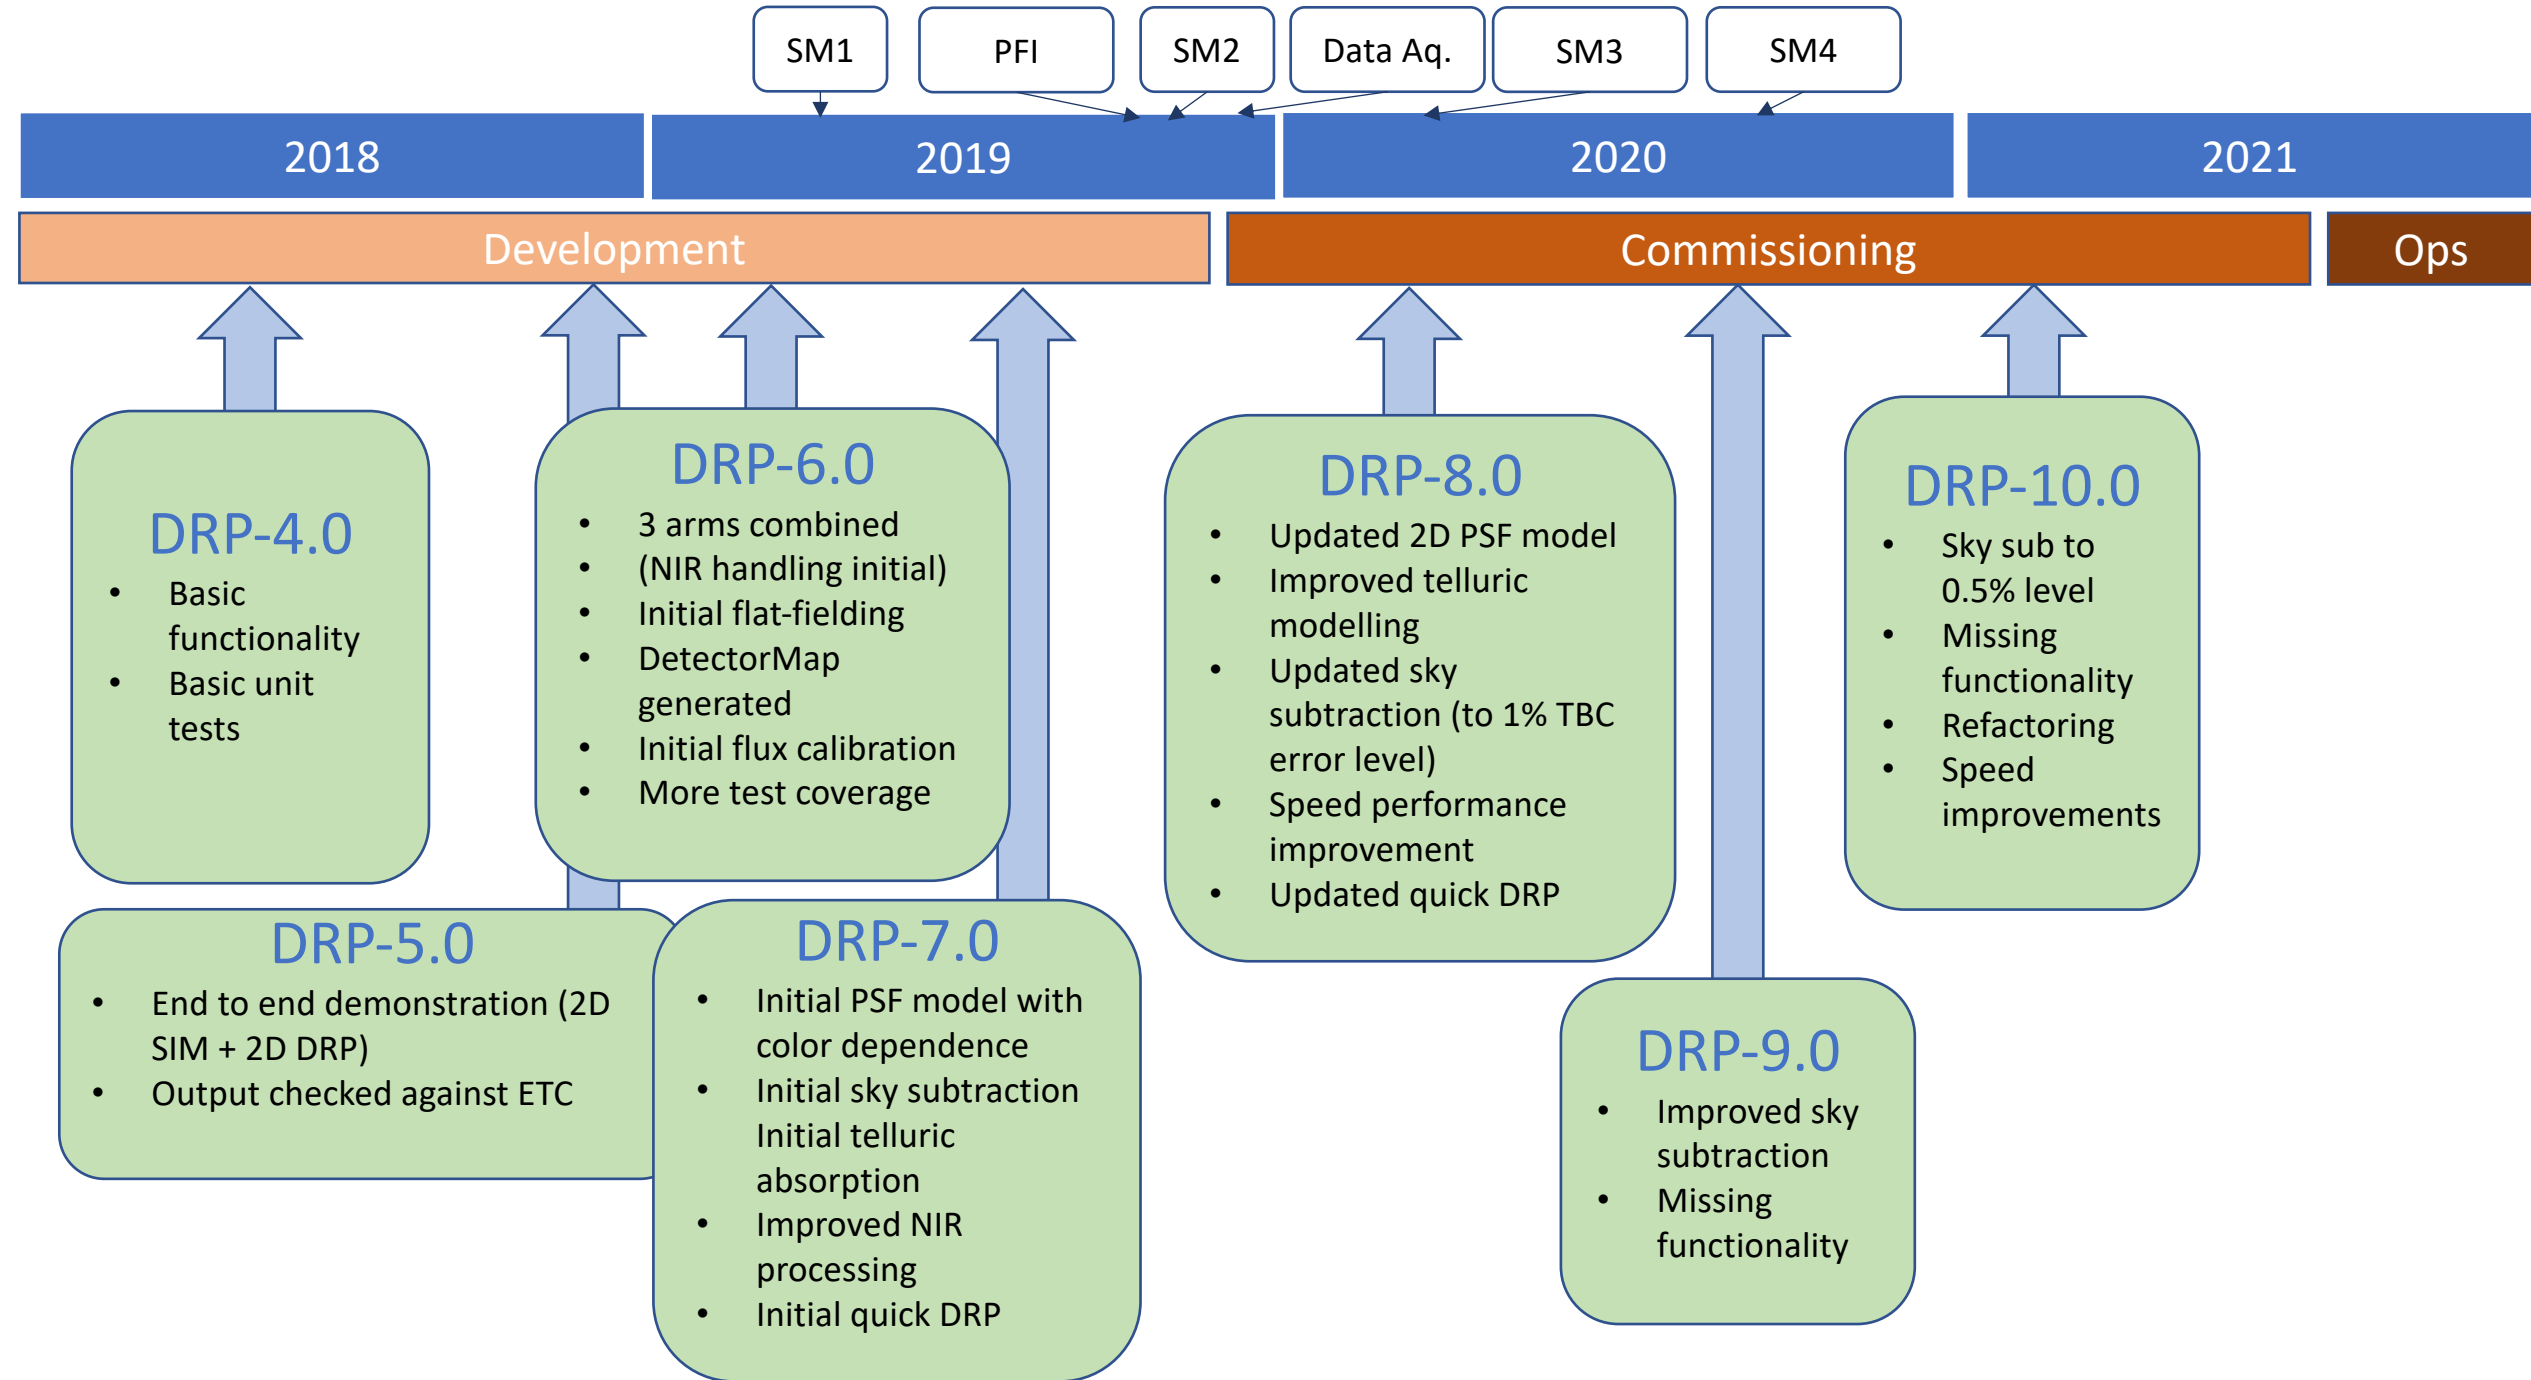 SM1
PFI
SM2
Data Aq.
SM3
SM4
2018
2019
2020
2021
Development
Commissioning
Ops
DRP-4.0
• Basic
functionality
• Basic unit
tests
DRP-5.0
• End to end demonstration (2D
SIM + 2D DRP)
• Output checked against ETC
DRP-6.0
• 3 arms combined
• (NIR handling initial)
• Initial flat-fielding
• DetectorMap
generated
• Initial flux calibration
• More test coverage
DRP-7.0
• Initial PSF model with
color dependence
• Initial sky subtraction
Initial telluric
absorption
• Improved NIR
processing
• Initial quick DRP
DRP-8.0
• Updated 2D PSF model
• Improved telluric
modelling
• Updated sky
subtraction (to 1% TBC
error level)
• Speed performance
improvement
• Updated quick DRP
DRP-9.0
• Improved sky
subtraction
• Missing
functionality
DRP-10.0
• Sky sub to
0.5% level
• Missing
functionality
• Refactoring
• Speed
improvements